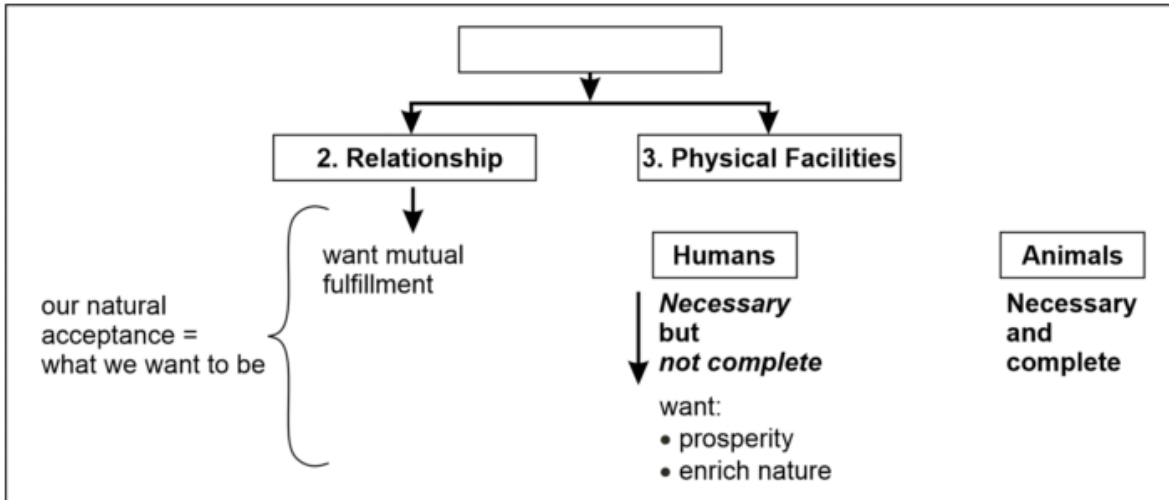 2. Relationship
3. Physical Facilities
want mutual
fulfillment
our natural
acceptance =
what we want to be
Humans
Necessary
but
not complete
want:
• prosperity
• enrich nature
Animals
Necessary
and
complete